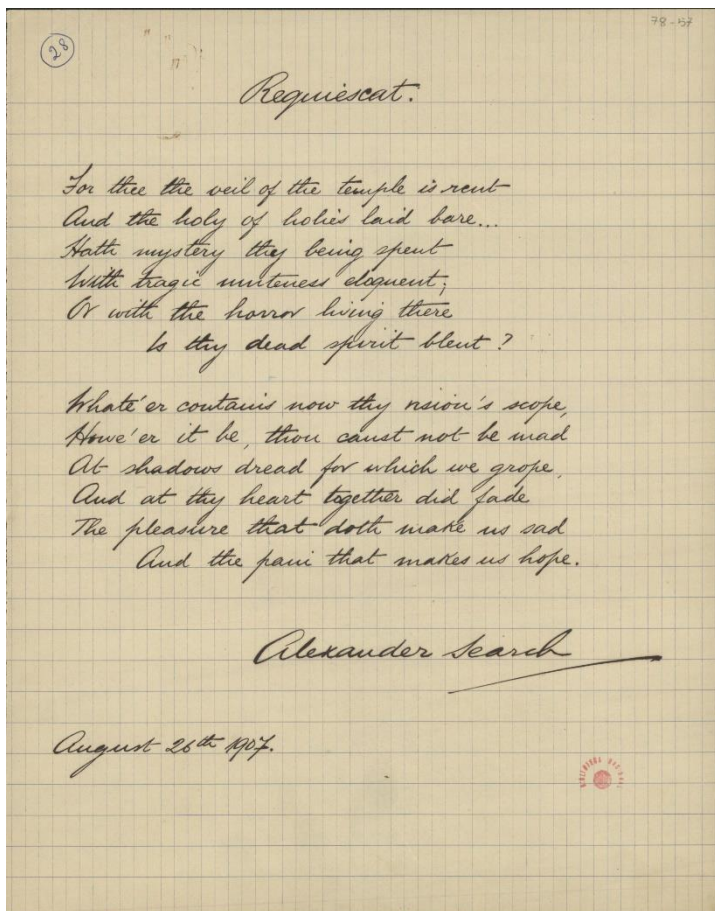 78-57
28
Requiescat.
For thee the veil of the temple is rent
And the holy of holies laid bare...
Hath mystery thy being spent
With tragic muteness eloquent;
Or with the horror living there
Is thy dead spirit blent?
Whate'er contains now thy vision's scope,
Howe'er it be, thou canst not be mad
At shadows dread for which we grope,
And at thy heart together did fade
The pleasure that doth make us sad
And the pain that makes us hope.
Alexander Search
August 26th 1907.